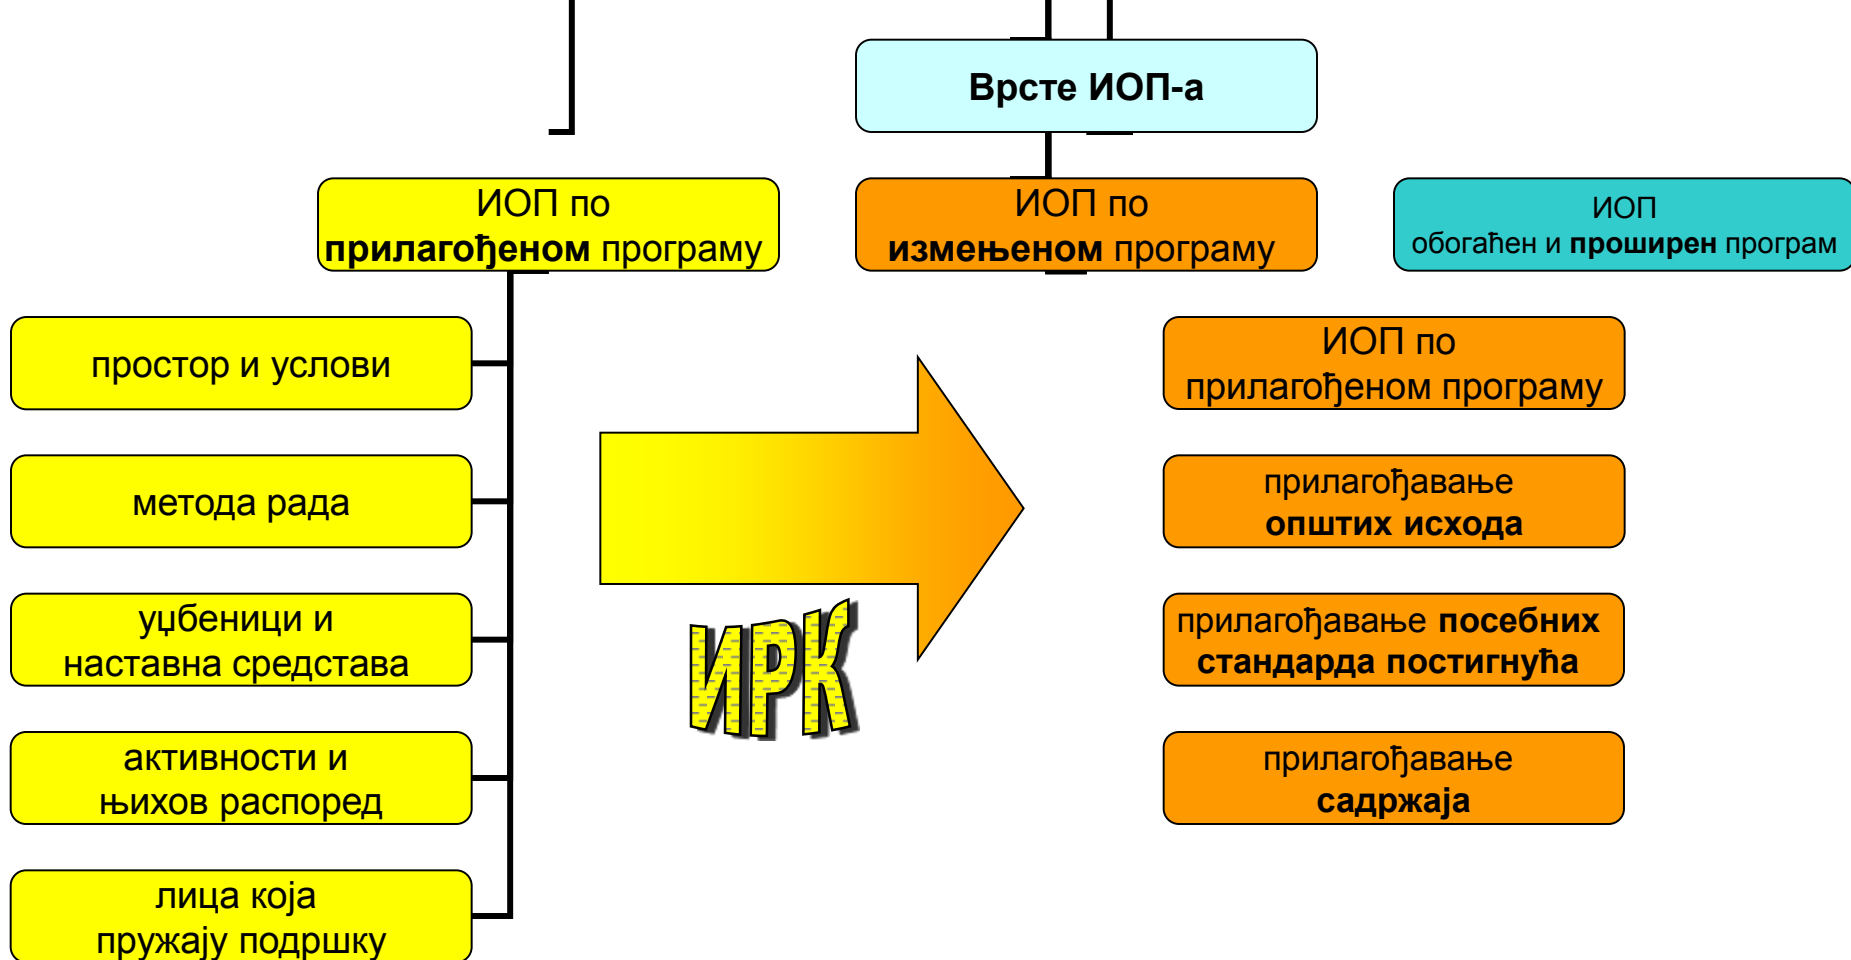 Врсте ИОП-а
ИОП по
прилагођеном програму
ИОП по
измењеном програму
ИОП
обогаћен и проширен програм
простор и услови
метода рада
уџбеници и
наставна средстава
активности и
њихов распоред
лица која
пружају подршку
ИРК
ИОП по
прилагођеном програму
прилагођавање
општих исхода
прилагођавање посебних
стандарда постигнућа
прилагођавање
садржаја